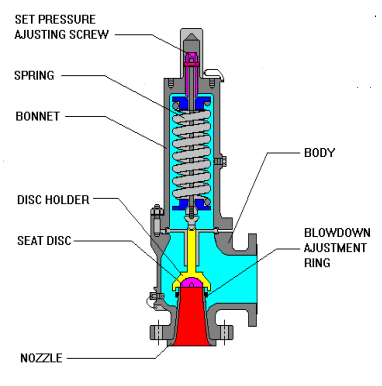 SET PRESSURE
AJUSTING SCREW
SPRING
BONNET
BODY
DISC HOLDER
SEAT DISC
BLOWDOWN
AJUSTMENT
RING
NOZZLE